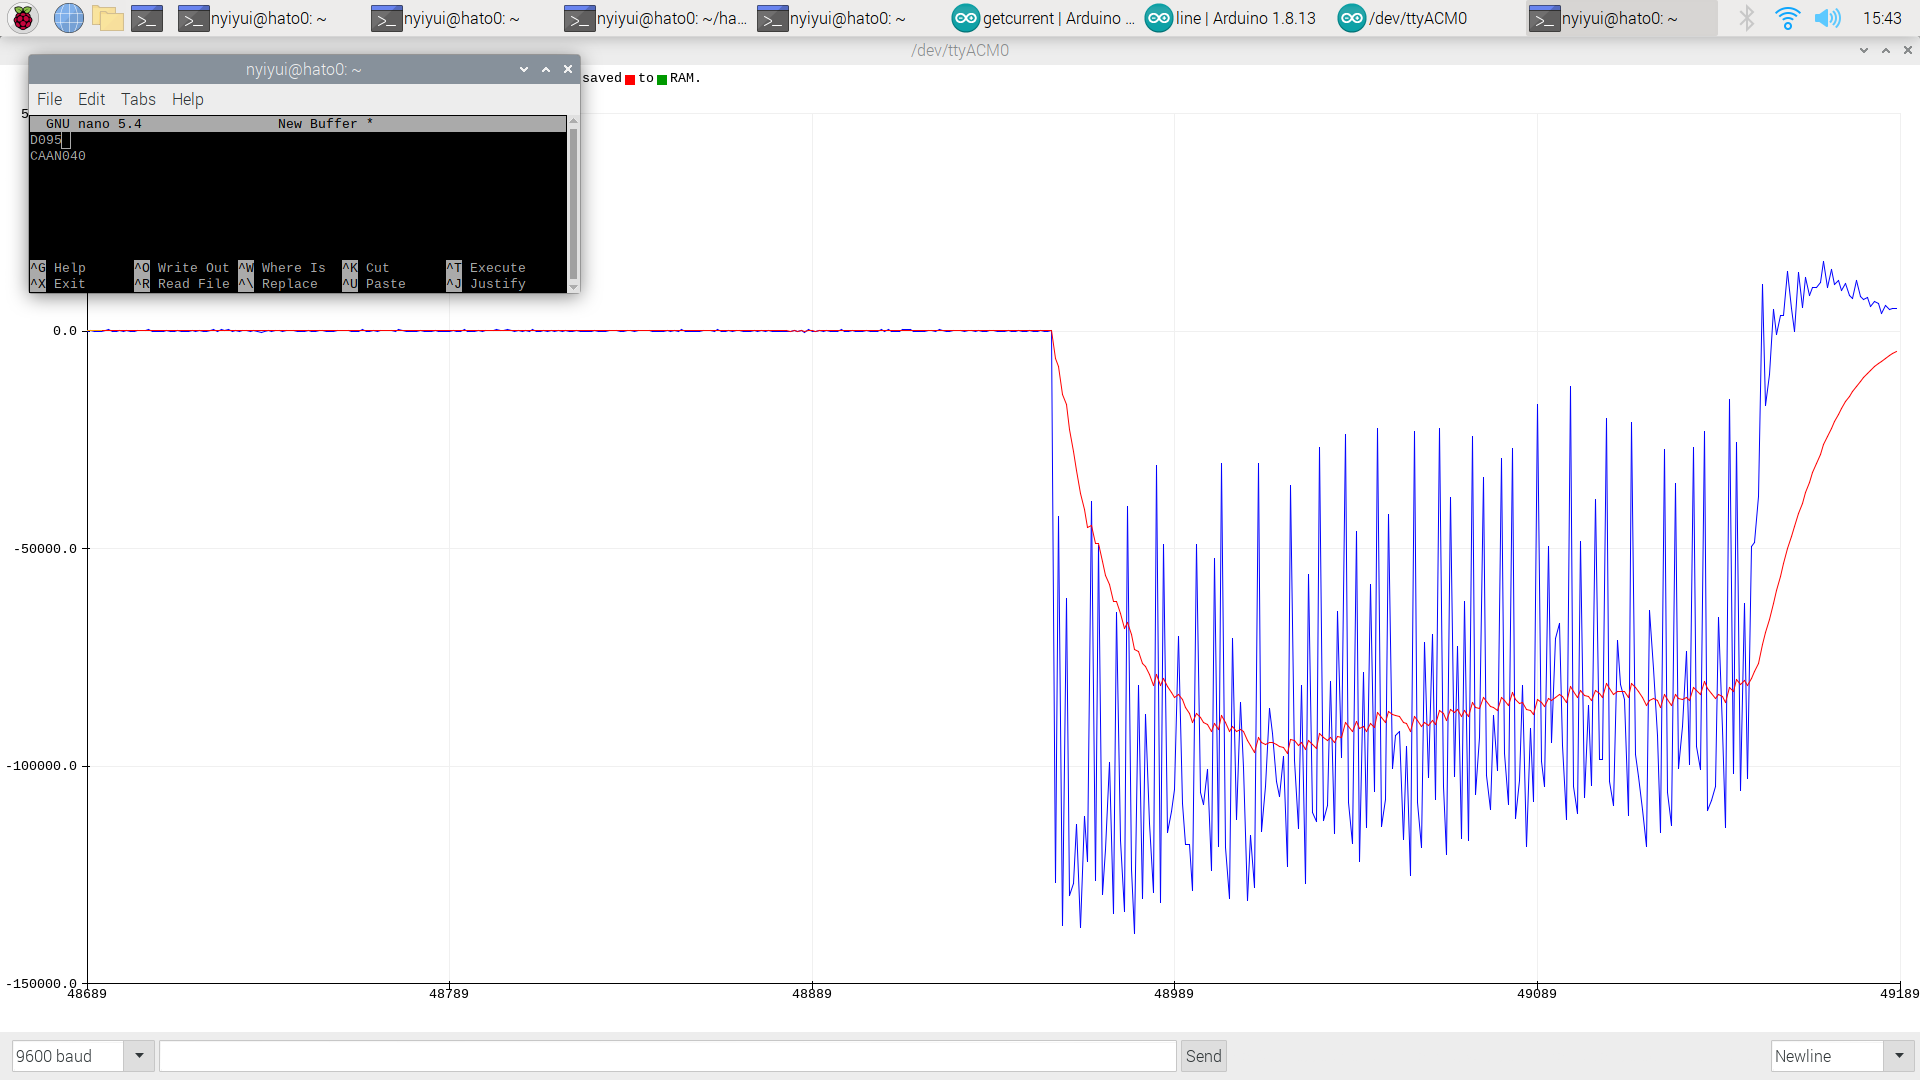 nyiyui@hato0: ~
nyiyui@hato0: ~
nyiyui@hato0: ~/ha...
nyiyui@hato0: ~
getcurrent | Arduino ...
line | Arduino 1.8.13
/dev/ttyACM0
nyiyui@hato0: ~
15:43
/dev/ttyACM0
nyiyui@hato0: ~
saved to RAM.
File Edit Tabs Help
5
GNU nano 5.4 New Buffer *
D095
CAAN040
^G Help ^O Write Out ^W Where Is ^K Cut ^T Execute
^X Exit ^R Read File ^\ Replace ^U Paste ^J Justify
0.0
-50000.0
-100000.0
-150000.0
48689 48789 48889 48989 49089 49189
9600 baud
Send
Newline